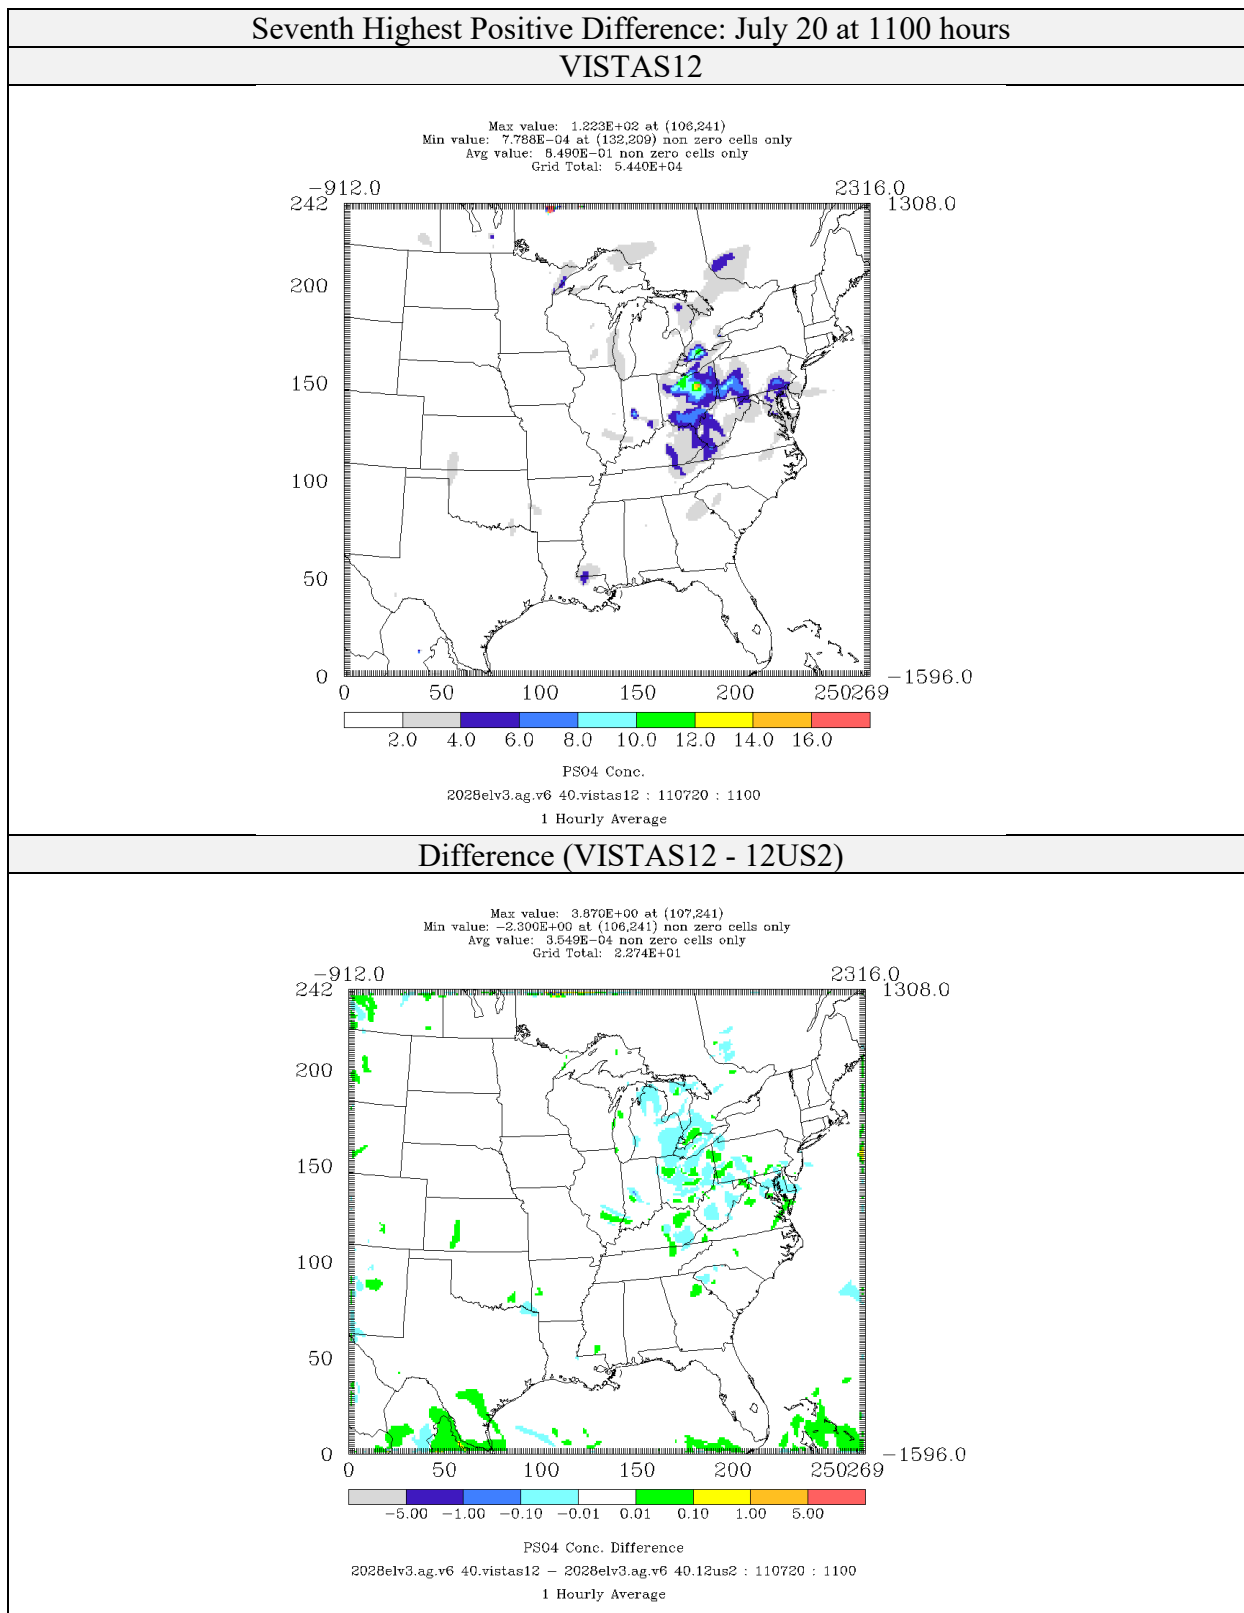 Seventh Highest Positive Difference: July 20 at 1100 hours
VISTAS12
Max value: 1.223E+02 at (106,241)
Min value: 7.788E-04 at (132,209) non zero cells only
Avg value: 8.490E-01 non zero cells only
Grid Total: 5.440E+04
-912.0 2316.0
242 1308.0
200
150
100
50
0 -1596.0
0 50 100 150 200 250269
2.0 4.0 6.0 8.0 10.0 12.0 14.0 16.0
PSO4 Conc.
2028elv3.ag.v6 40.vistas12 : 110720 : 1100
1 Hourly Average
Difference (VISTAS12 - 12US2)
Max value: 3.870E+00 at (107,241)
Min value: -2.300E+00 at (106,241) non zero cells only
Avg value: 3.549E-04 non zero cells only
Grid Total: 2.274E+01
-912.0 2316.0
242 1308.0
200
150
100
50
0 -1596.0
0 50 100 150 200 250269
-5.00 -1.00 -0.10 -0.01 0.01 0.10 1.00 5.00
PSO4 Conc. Difference
2028elv3.ag.v6 40.vistas12 - 2028elv3.ag.v6 40.12us2 : 110720 : 1100
1 Hourly Average